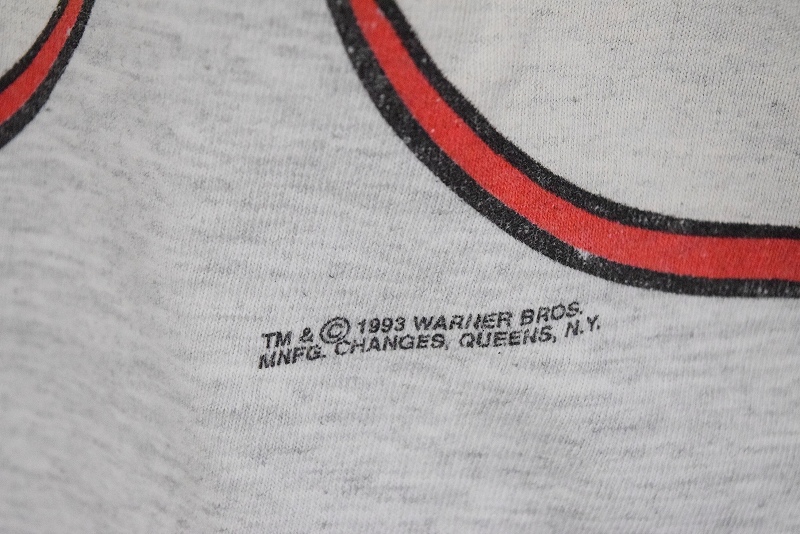 TM & © 1993 WARNER BROS.
MNFG. CHANGES, QUEENS, N.Y.